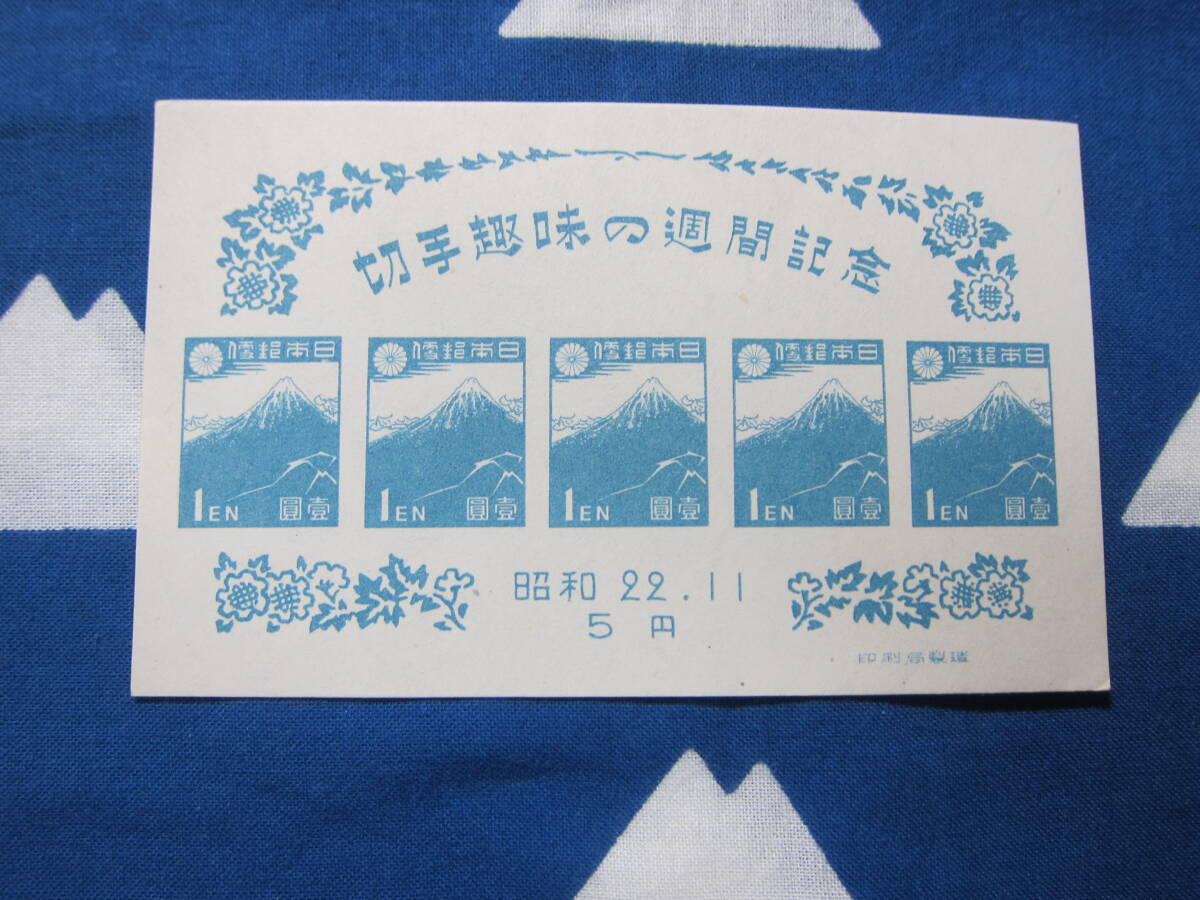 切手趣味の週間記念
日本郵便
1EN 壹圓
日本郵便
1EN 壹圓
日本郵便
1EN 壹圓
日本郵便
1EN 壹圓
日本郵便
1EN 壹圓
昭和 22.11
5 円
印刷局製造